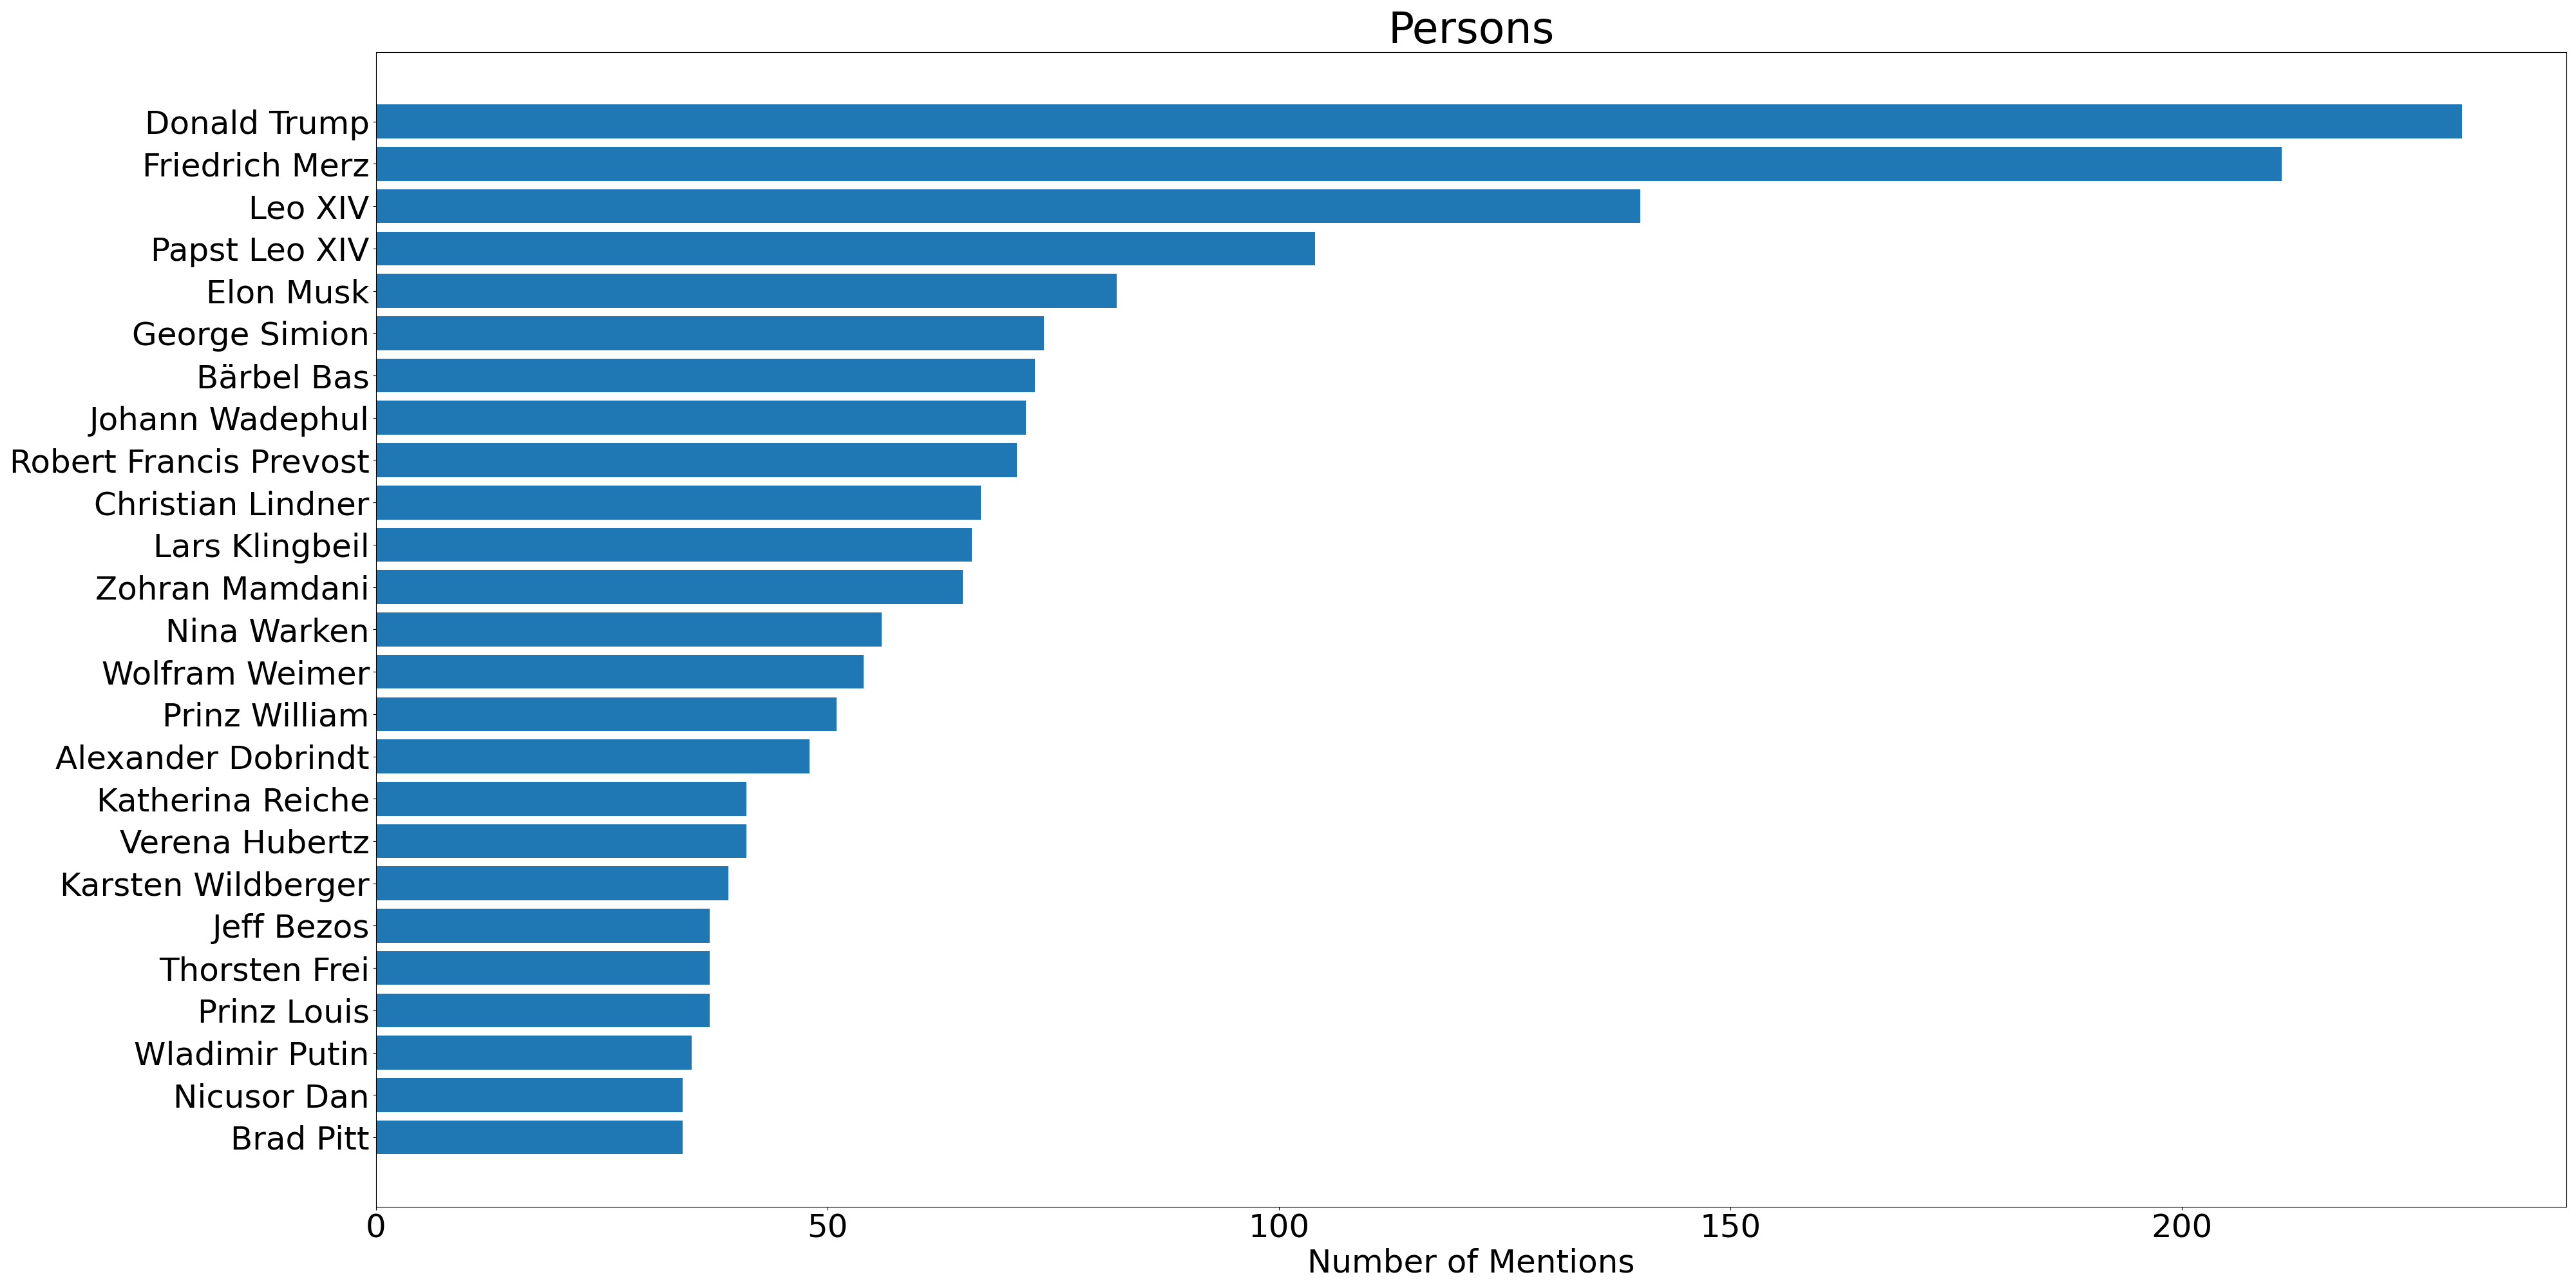 Persons
Donald Trump
Friedrich Merz
Leo XIV
Papst Leo XIV
Elon Musk
George Simion
Bärbel Bas
Johann Wadephul
Robert Francis Prevost
Christian Lindner
Lars Klingbeil
Zohran Mamdani
Nina Warken
Wolfram Weimer
Prinz William
Alexander Dobrindt
Katherina Reiche
Verena Hubertz
Karsten Wildberger
Jeff Bezos
Thorsten Frei
Prinz Louis
Wladimir Putin
Nicusor Dan
Brad Pitt
0 50 100 150 200
Number of Mentions